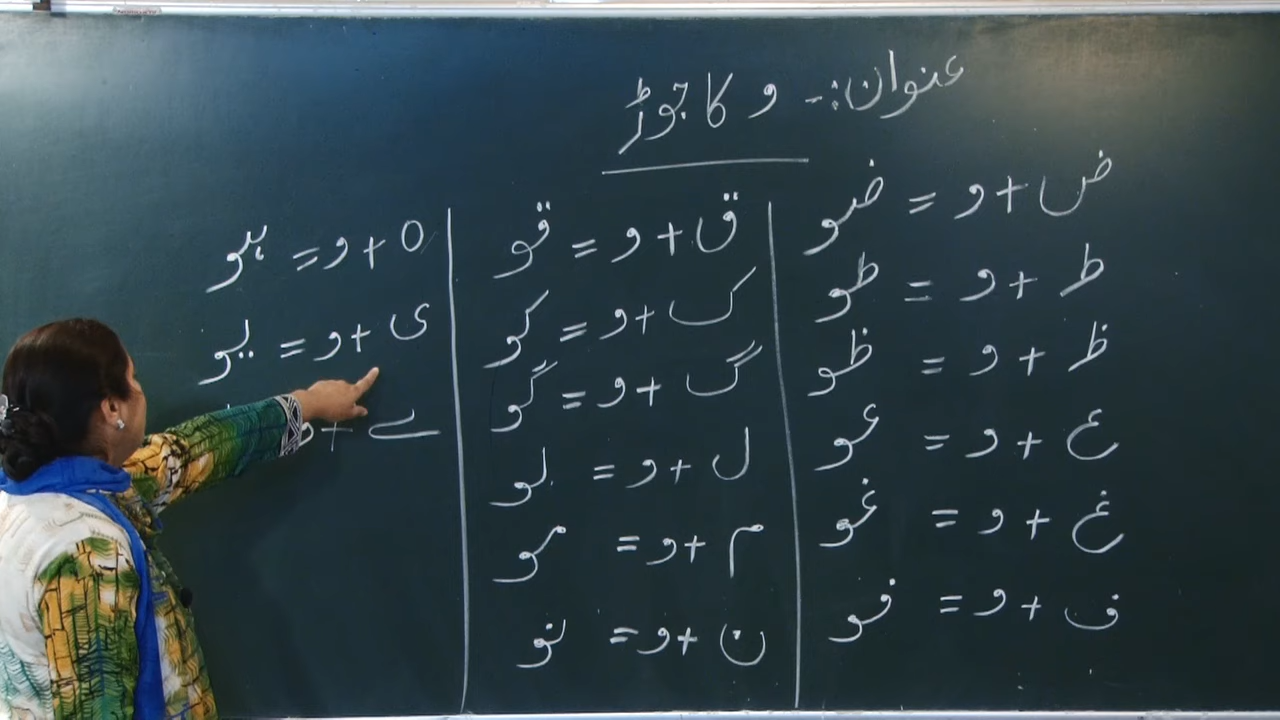 عنوان:- و کا جوڑ
ض + و = ضو
ط + و = طو
ظ + و = ظو
ع + و = عو
غ + و = غو
ف + و = فو
ق + و = قو
ک + و = کو
گ + و = گو
ل + و = لو
م + و = مو
ن + و = نو
ہ + و = ہو
ی + و = یو
ے +